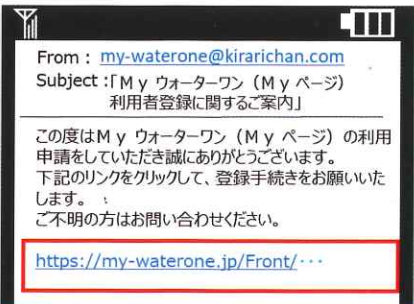 From : my-waterone@kirarichan.com
Subject :「Ｍｙ ウォーターワン（Ｍｙ ページ）
利用者登録に関するご案内」
この度はＭｙ ウォーターワン（Ｍｙ ページ）の利用
申請をしていただき誠にありがとうございます。
下記のリンクをクリックして、登録手続きをお願いいた
します。
ご不明の方はお問い合わせください。
https://my-waterone.jp/Front/･･･